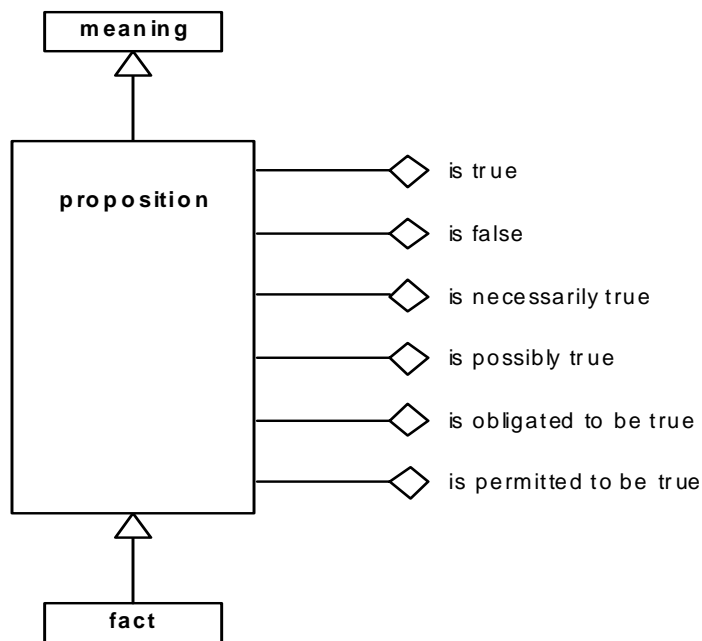 meaning
proposition
is true
is false
is necessarily true
is possibly true
is obligated to be true
is permitted to be true
fact